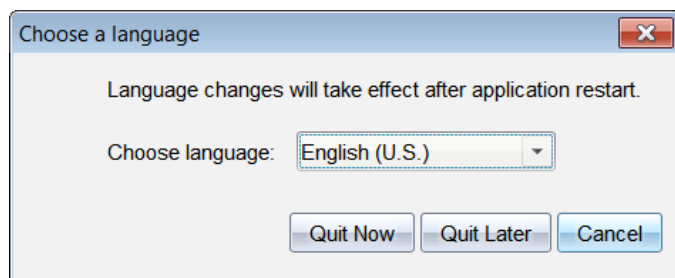 Choose a language
Language changes will take effect after application restart.
Choose language: English (U.S.)
Quit Now Quit Later Cancel